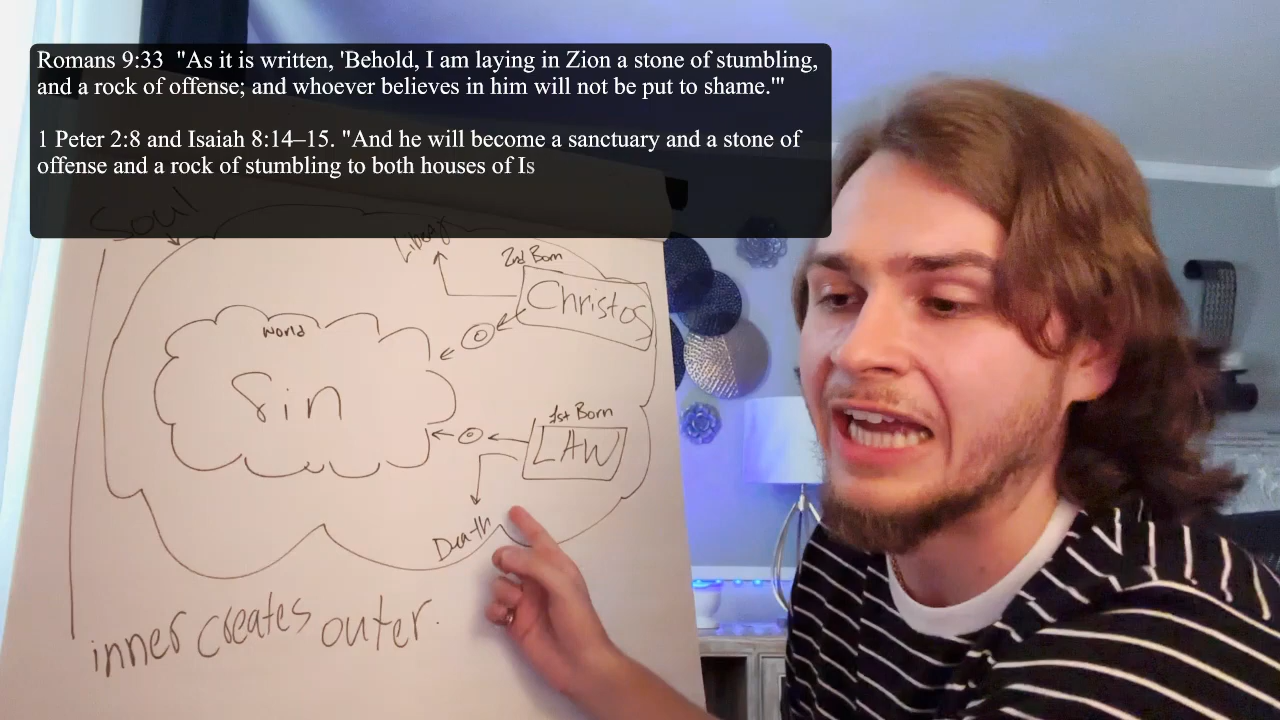 Romans 9:33 "As it is written, 'Behold, I am laying in Zion a stone of stumbling,
and a rock of offense; and whoever believes in him will not be put to shame.'"
1 Peter 2:8 and Isaiah 8:14–15. "And he will become a sanctuary and a stone of
offense and a rock of stumbling to both houses of Is
Soul
2nd Born
Christos
World
Sin
1st Born
LAW
Death
inner creates outer.